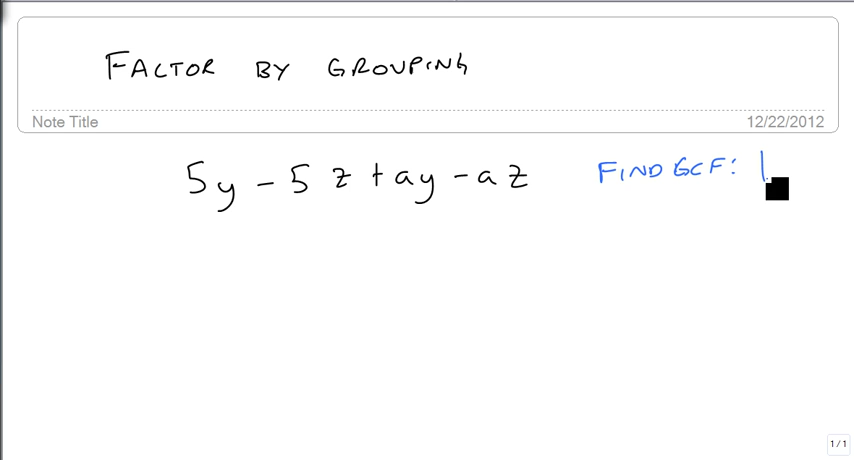 FACTOR BY GROUPING
Note Title
12/22/2012
5y - 5z + ay - az
FIND GCF: 1
1 / 1